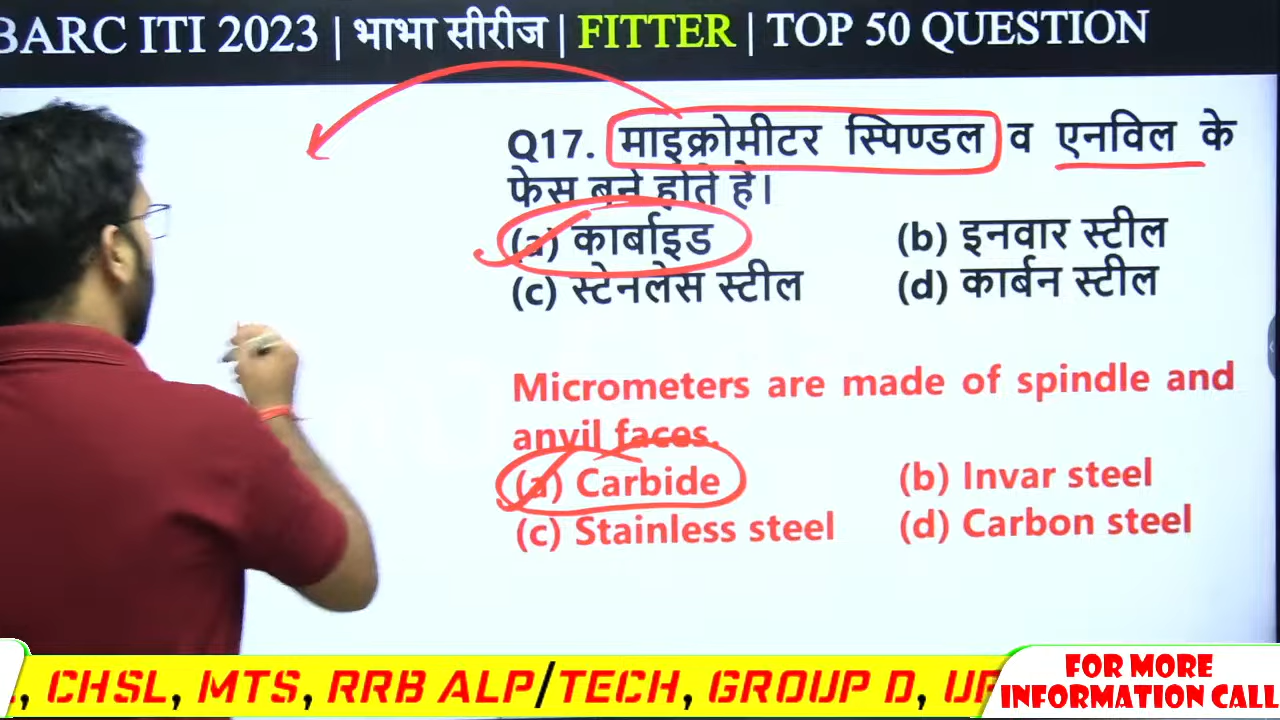 BARC ITI 2023 | भाभा सीरीज | FITTER | TOP 50 QUESTION
Q17. माइक्रोमीटर स्पिण्डल व एनविल के
फेस बने होते है।
(a) कार्बाइड (b) इनवार स्टील
(c) स्टेनलेस स्टील (d) कार्बन स्टील
Micrometers are made of spindle and
anvil faces.
(a) Carbide (b) Invar steel
(c) Stainless steel (d) Carbon steel
, CHSL, MTS, RRB ALP/TECH, GROUP D,
FOR MORE
INFORMATION CALL